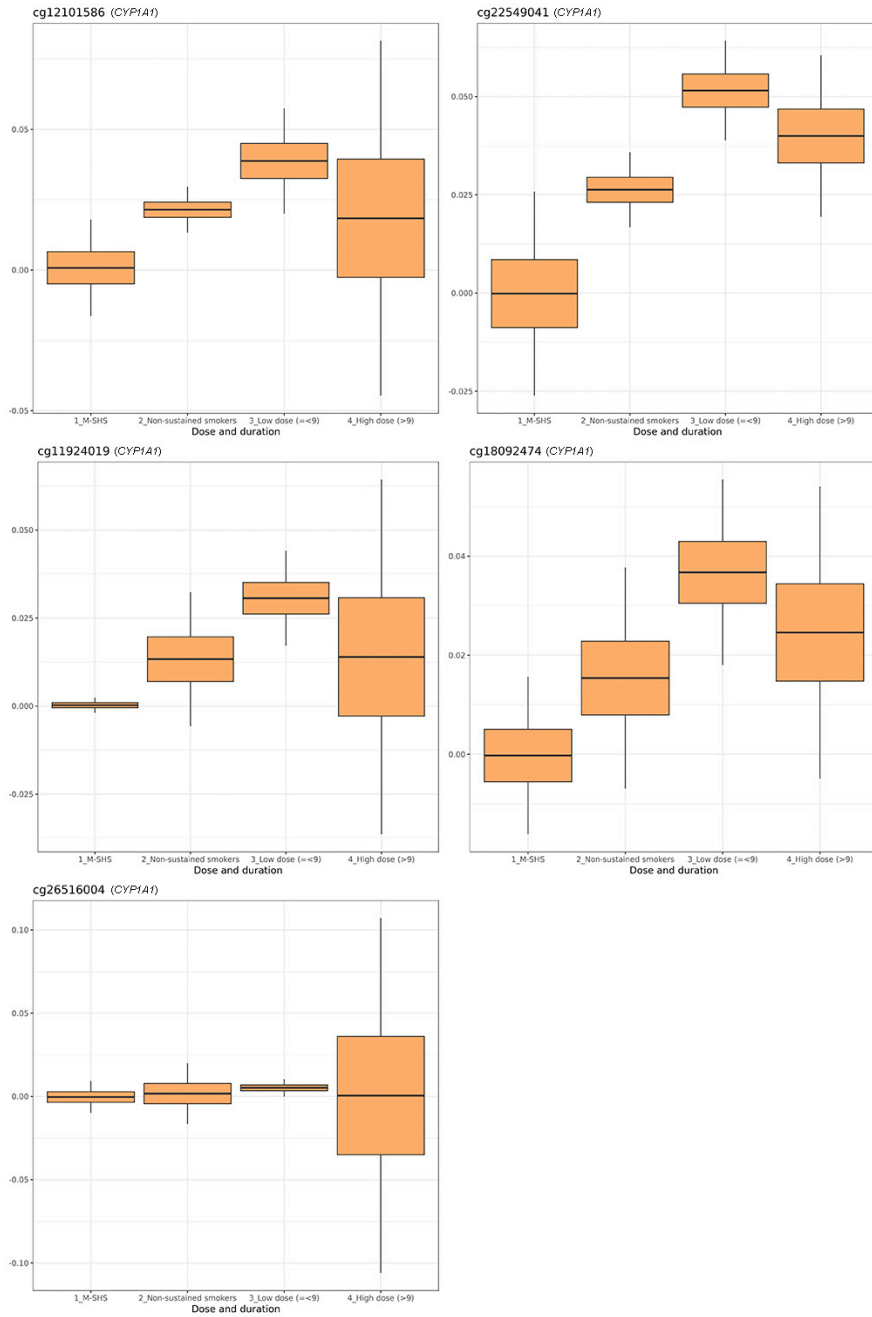 cg12101586 (CYP1A1)
0.05
0.00
-0.05
1_M-SHS 2_Non-sustained smokers 3_Low dose (=<9) 4_High dose (>9)
Dose and duration
cg22549041 (CYP1A1)
0.050
0.025
0.000
-0.025
1_M-SHS 2_Non-sustained smokers 3_Low dose (=<9) 4_High dose (>9)
Dose and duration
cg11924019 (CYP1A1)
0.050
0.025
0.000
-0.025
1_M-SHS 2_Non-sustained smokers 3_Low dose (=<9) 4_High dose (>9)
Dose and duration
cg18092474 (CYP1A1)
0.04
0.02
0.00
1_M-SHS 2_Non-sustained smokers 3_Low dose (=<9) 4_High dose (>9)
Dose and duration
cg26516004 (CYP1A1)
0.10
0.05
0.00
-0.05
-0.10
1_M-SHS 2_Non-sustained smokers 3_Low dose (=<9) 4_High dose (>9)
Dose and duration